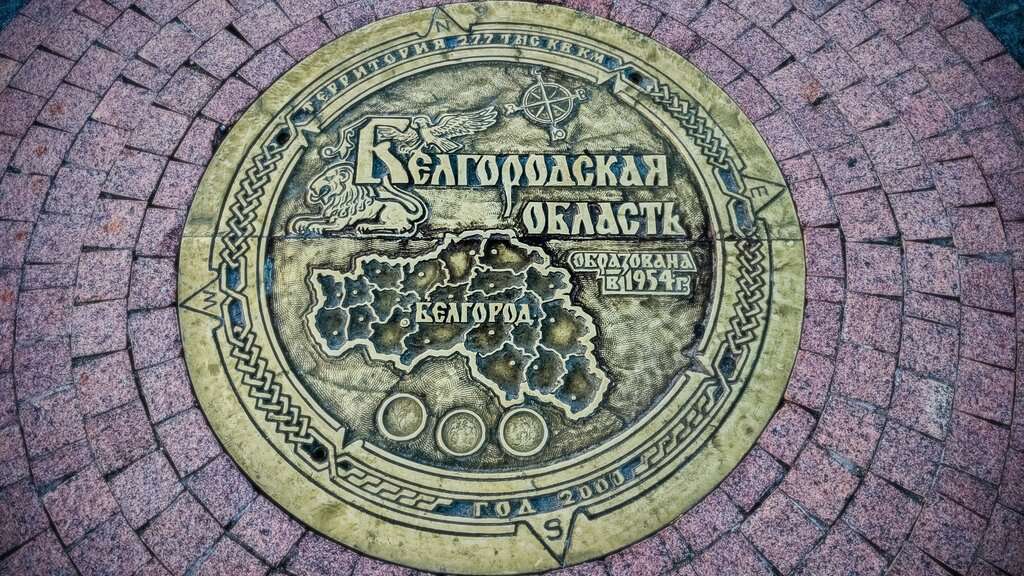 N
ТЕРРИТОРИЯ 27,1 ТЫС КВ КМ
N
E
S
W
БЕЛГОРОДСКАЯ
ОБЛАСТЬ
ОБРАЗОВАНА
В 1954 Г.
БЕЛГОРОД
E
W
ГОД 2000
S